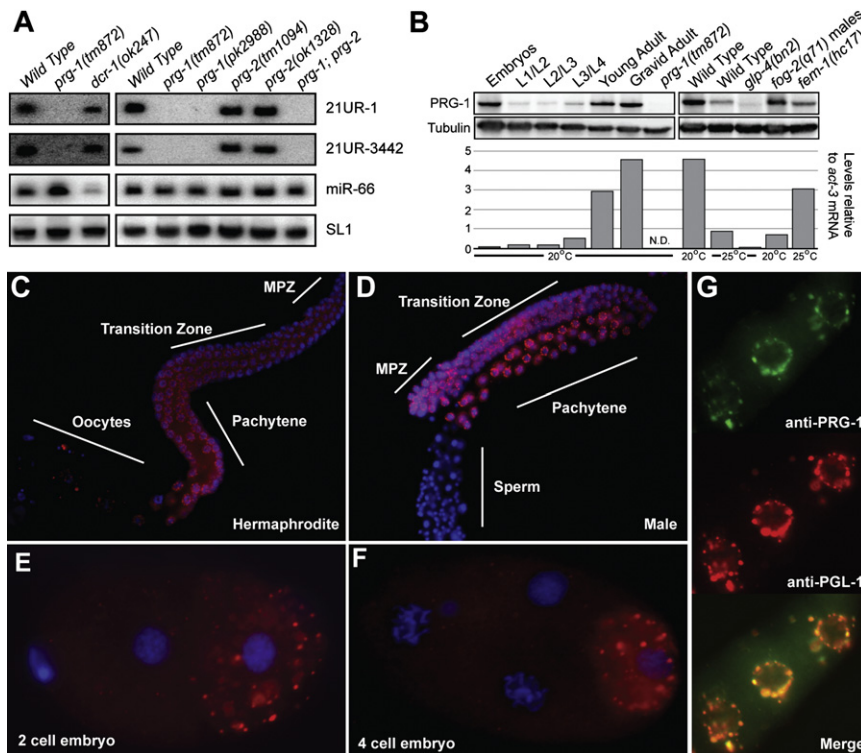 A
Wild Type
prg-1(tm872)
dcr-1(ok247)
Wild Type
prg-1(tm872)
prg-1(pk2988)
prg-2(tm1094)
prg-2(ok1328)
prg-1; prg-2
21UR-1
21UR-3442
miR-66
SL1
B
Embryos
L1/L2
L2/L3
L3/L4
Young Adult
Gravid Adult
prg-1(tm872)
Wild Type
Wild Type
glp-4(bn2)
fog-2(q71) males
fem-1(hc17)
PRG-1
Tubulin
5
4
3
2
1
0
N.D.
Levels relative
to act-3 mRNA
20°C
20°C
25°C
20°C
25°C
C
MPZ
Transition Zone
Oocytes
Pachytene
Hermaphrodite
D
Transition Zone
MPZ
Pachytene
Sperm
Male
E
2 cell embryo
F
4 cell embryo
G
anti-PRG-1
anti-PGL-1
Merge